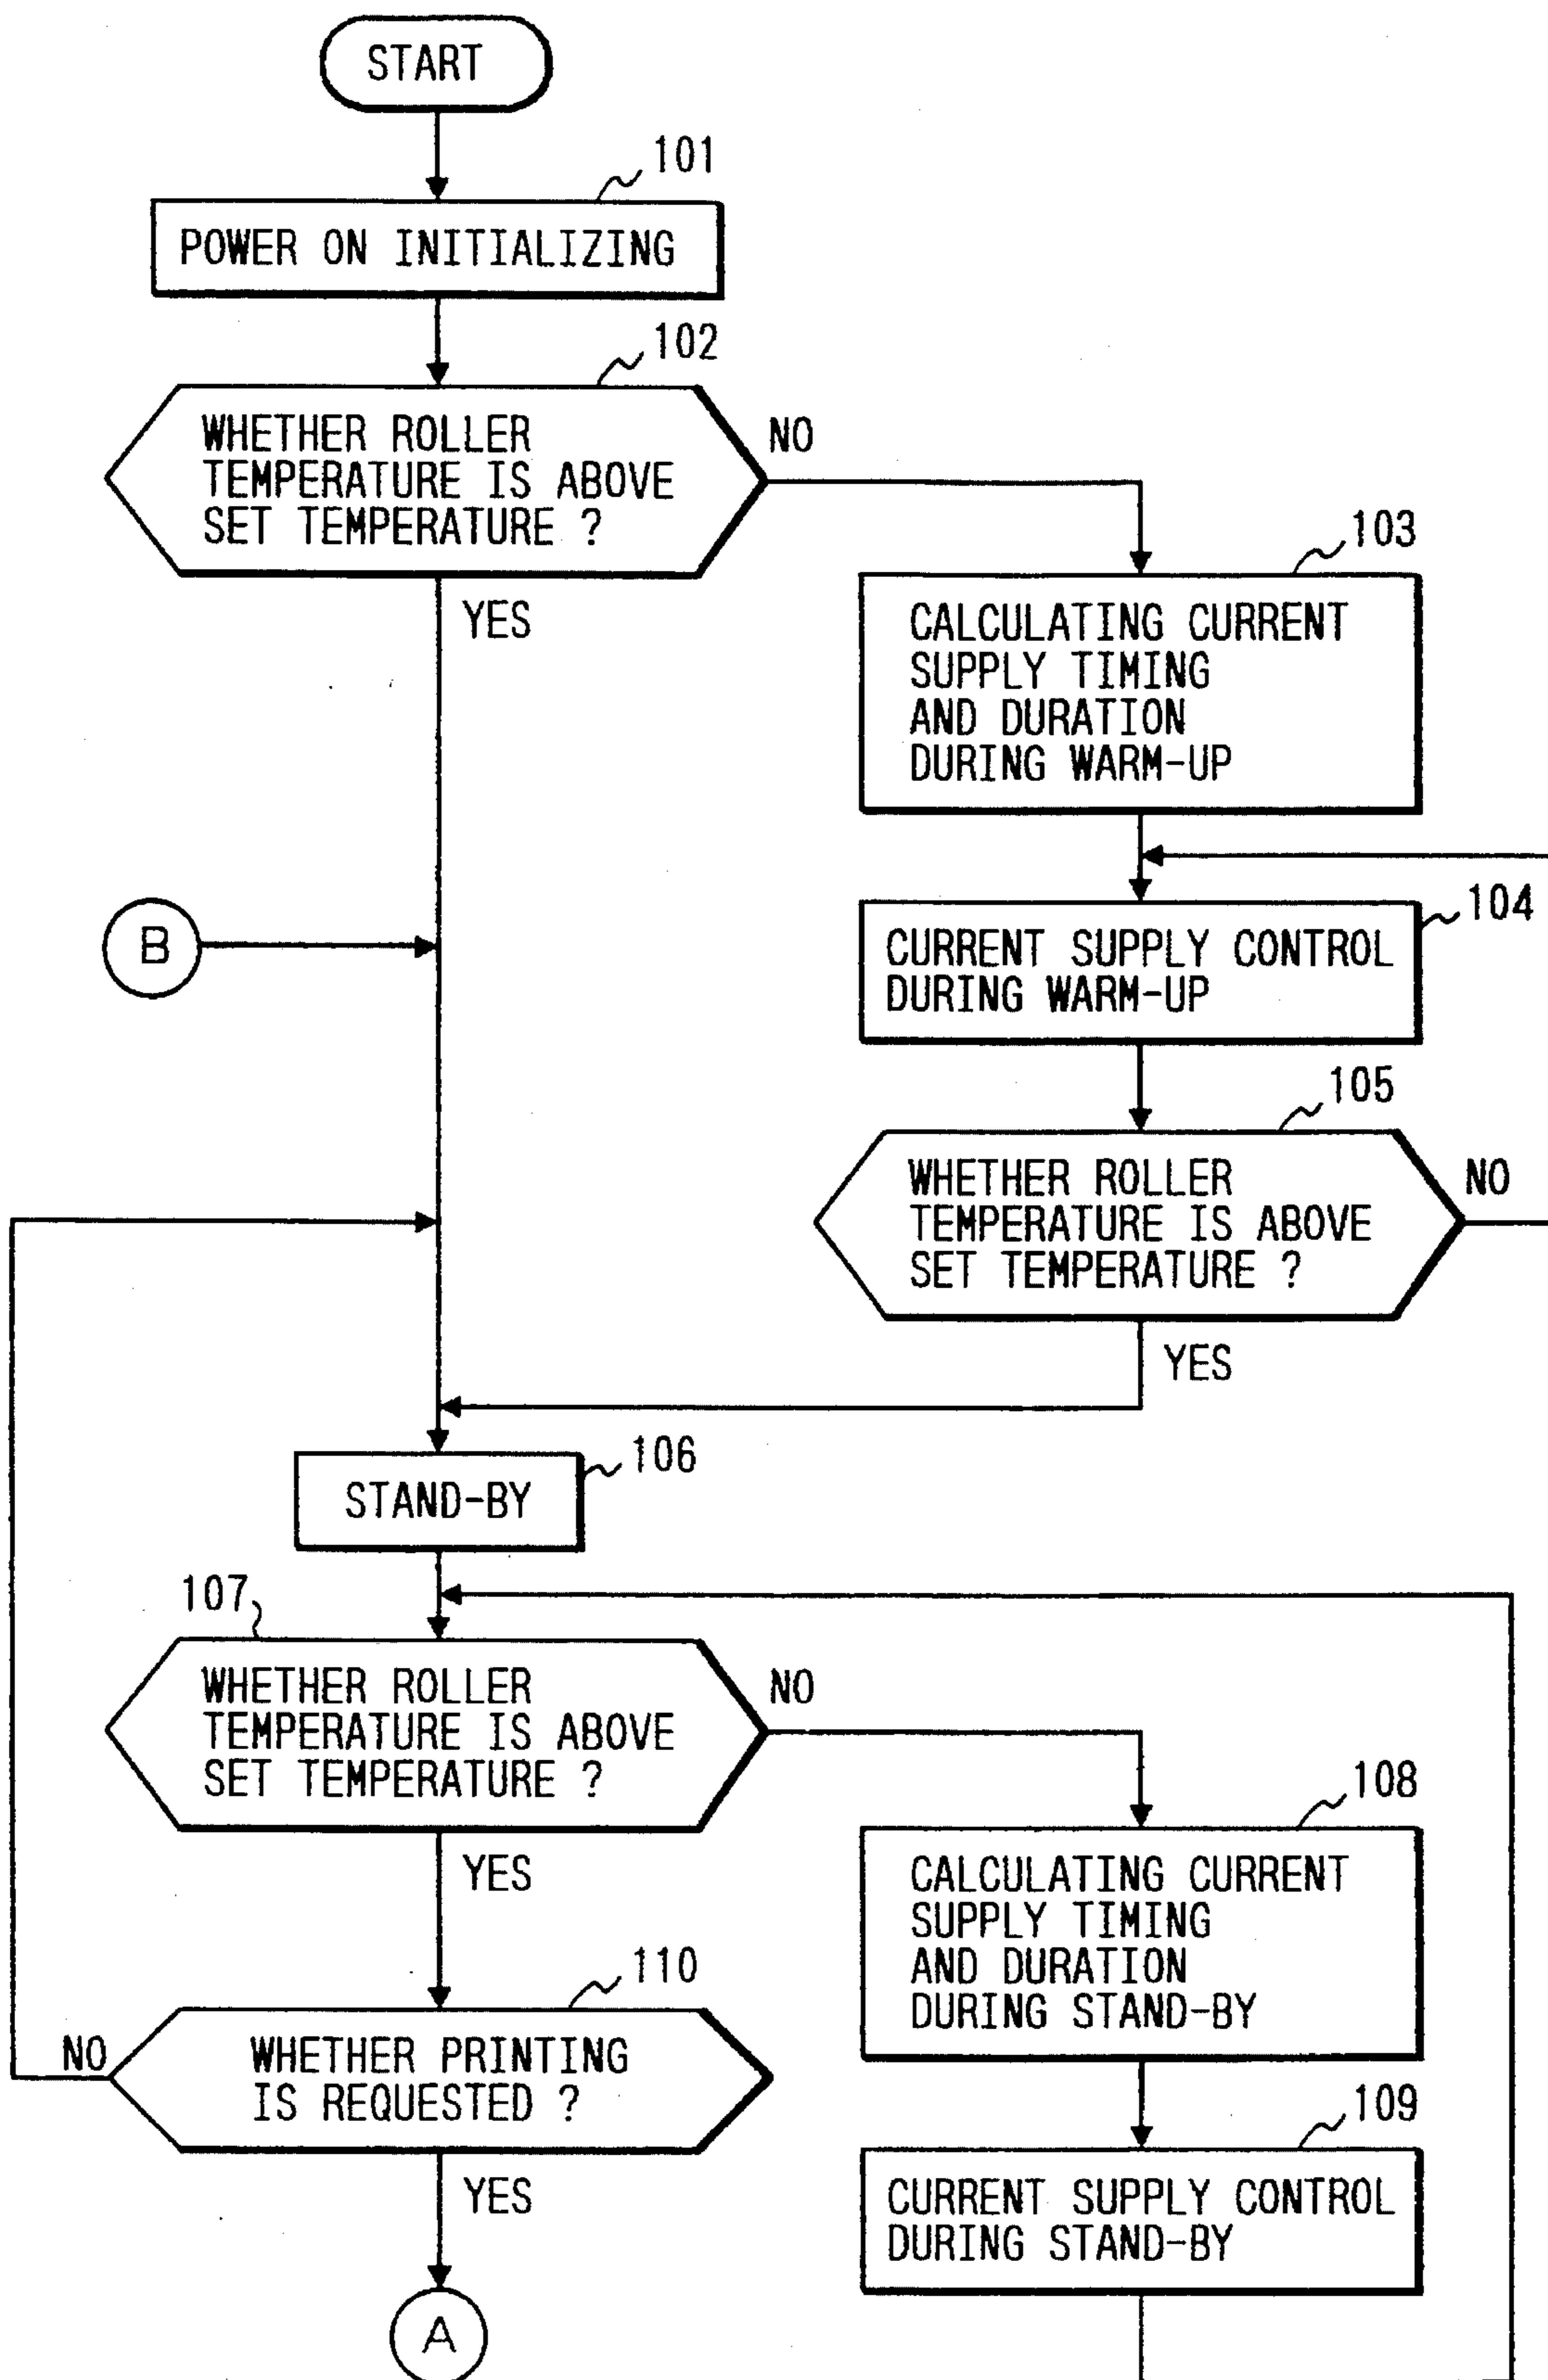 START
101
POWER ON INITIALIZING
102
WHETHER ROLLER
TEMPERATURE IS ABOVE
SET TEMPERATURE ?
NO
YES
103
CALCULATING CURRENT
SUPPLY TIMING
AND DURATION
DURING WARM-UP
B
104
CURRENT SUPPLY CONTROL
DURING WARM-UP
105
WHETHER ROLLER
TEMPERATURE IS ABOVE
SET TEMPERATURE ?
NO
YES
106
STAND-BY
107
WHETHER ROLLER
TEMPERATURE IS ABOVE
SET TEMPERATURE ?
NO
YES
108
CALCULATING CURRENT
SUPPLY TIMING
AND DURATION
DURING STAND-BY
110
WHETHER PRINTING
IS REQUESTED ?
NO
YES
109
CURRENT SUPPLY CONTROL
DURING STAND-BY
A